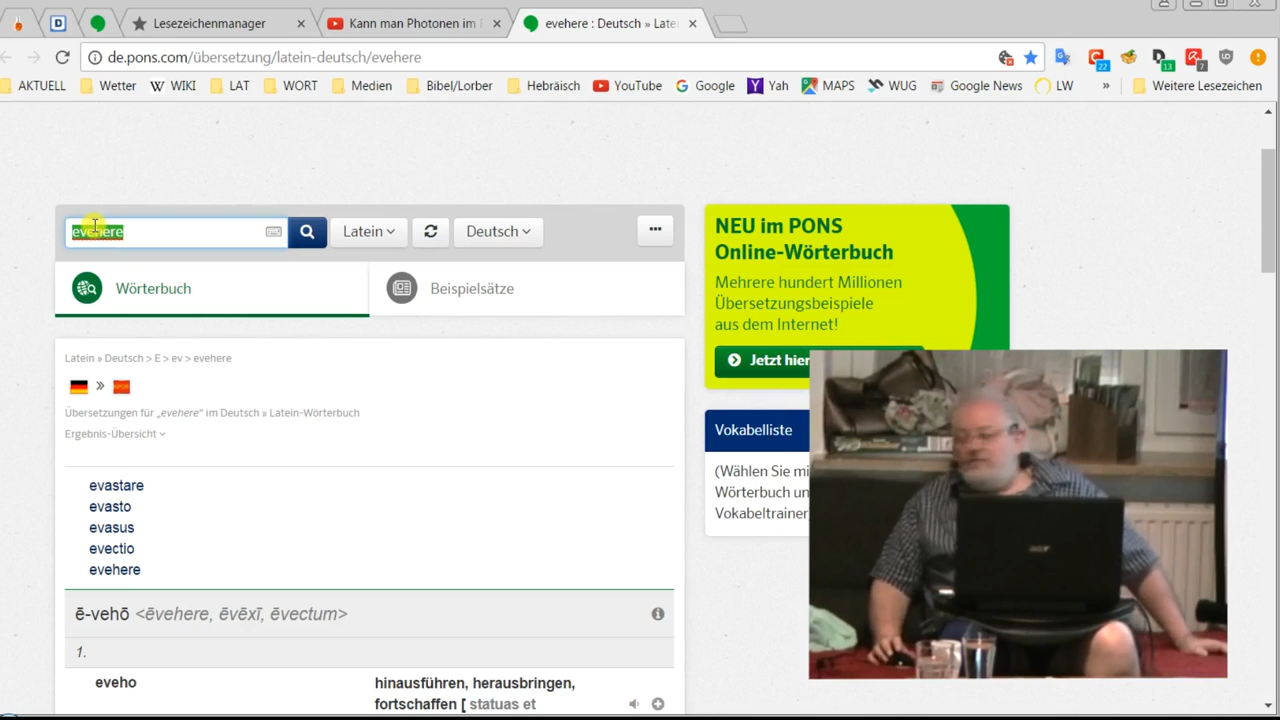 Lesezeichenmanager
Kann man Photonen im F
evehere : Deutsch » Late
de.pons.com/übersetzung/latein-deutsch/evehere
22
13
7
AKTUELL
Wetter
WIKI
LAT
WORT
Medien
Bibel/Lorber
Hebräisch
YouTube
Google
Yah
MAPS
WUG
Google News
LW
»
Weitere Lesezeichen
evehere
Latein
Deutsch
Wörterbuch
Beispielsätze
Latein » Deutsch > E > ev > evehere
»
Übersetzungen für „evehere“ im Deutsch » Latein-Wörterbuch
Ergebnis-Übersicht
evastare
evasto
evasus
evectio
evehere
ē-vehō <ēvehere, ēvēxī, ēvectum>
1.
eveho
hinausführen, herausbringen,
fortschaffen [ statuas et
NEU im PONS
Online-Wörterbuch
Mehrere hundert Millionen
Übersetzungsbeispiele
aus dem Internet!
Jetzt hier
Vokabelliste
(Wählen Sie mi
Wörterbuch un
Vokabeltrainer
acer